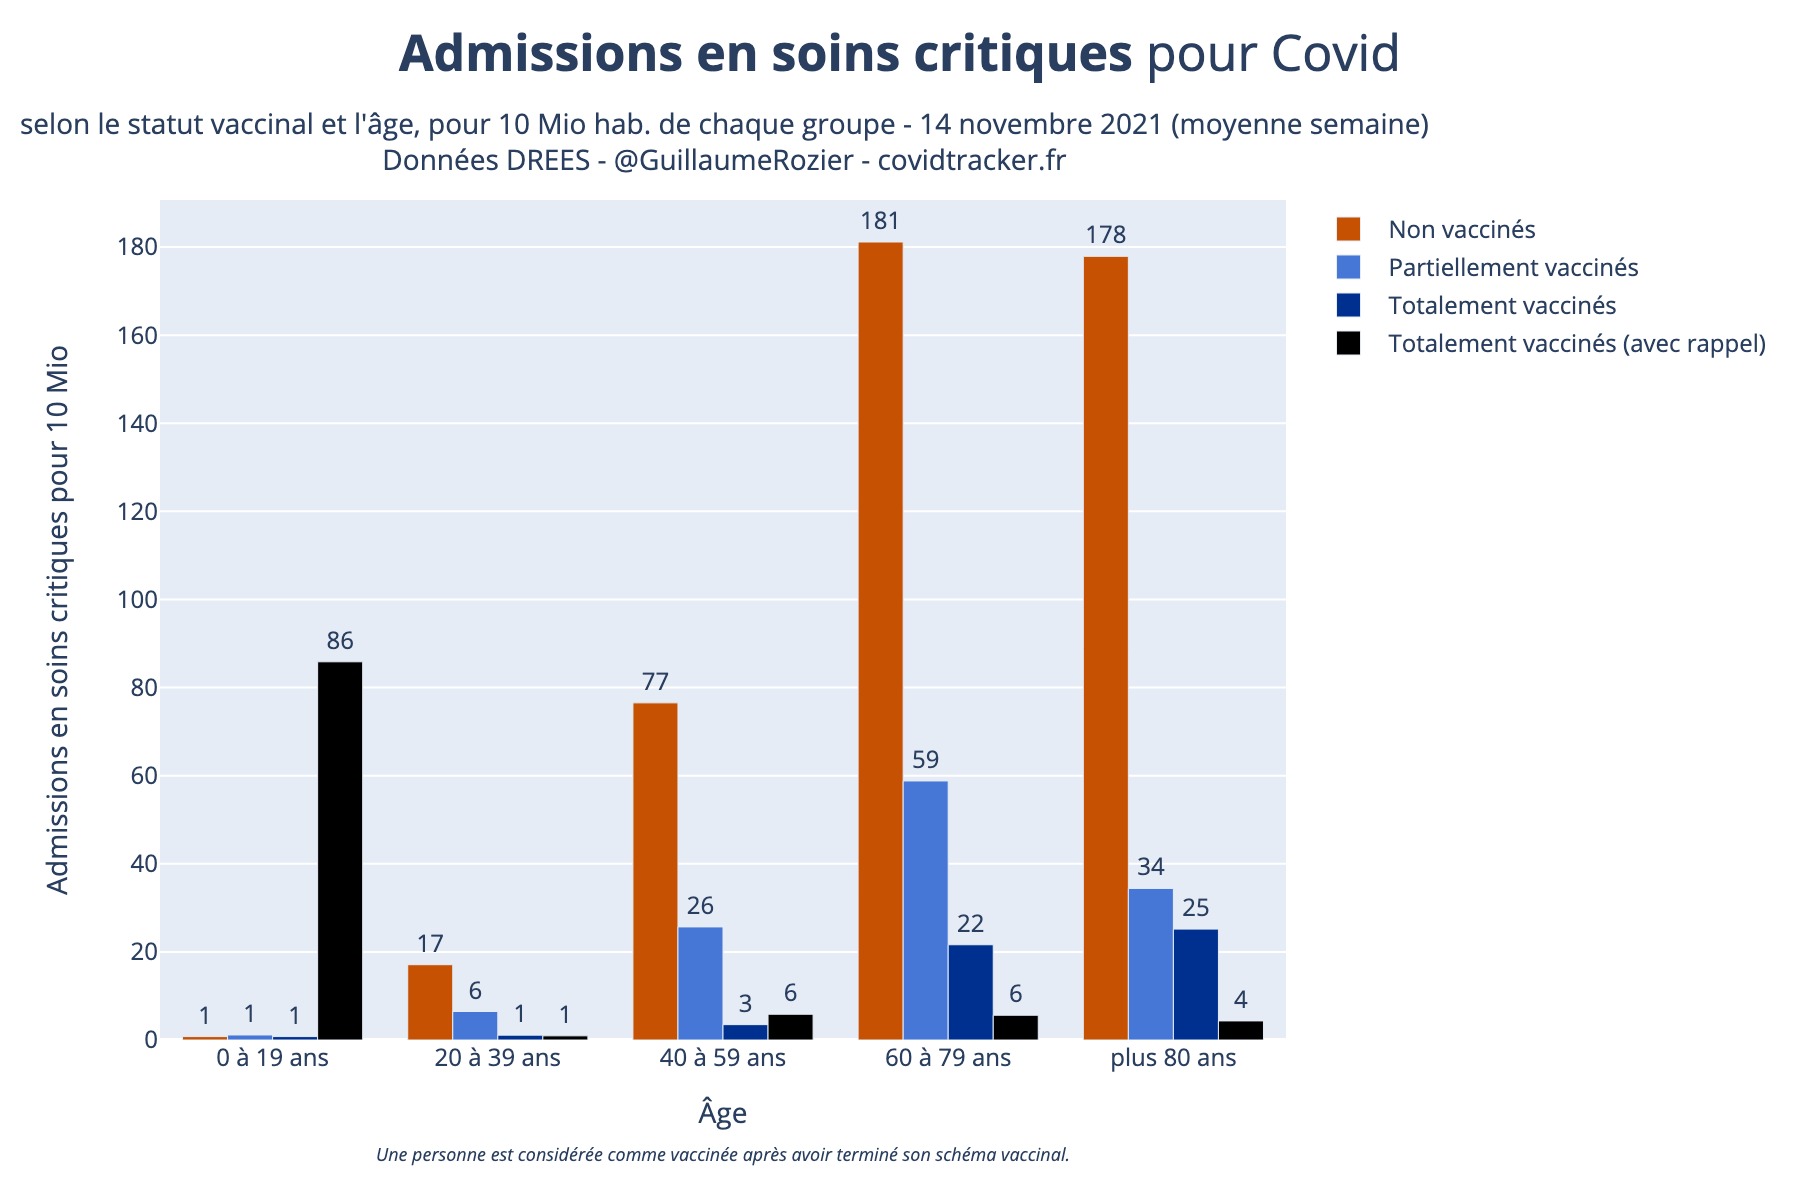 Admissions en soins critiques pour Covid
selon le statut vaccinal et l'âge, pour 10 Mio hab. de chaque groupe - 14 novembre 2021 (moyenne semaine)
Données DREES - @GuillaumeRozier - covidtracker.fr
Non vaccinés
Partiellement vaccinés
Totalement vaccinés
Totalement vaccinés (avec rappel)
Admissions en soins critiques pour 10 Mio
180
160
140
120
100
80
60
40
20
0
1 1 1 86
17 6 1 1
77 26 3 6
181 59 22 6
178 34 25 4
0 à 19 ans 20 à 39 ans 40 à 59 ans 60 à 79 ans plus 80 ans
Âge
Une personne est considérée comme vaccinée après avoir terminé son schéma vaccinal.